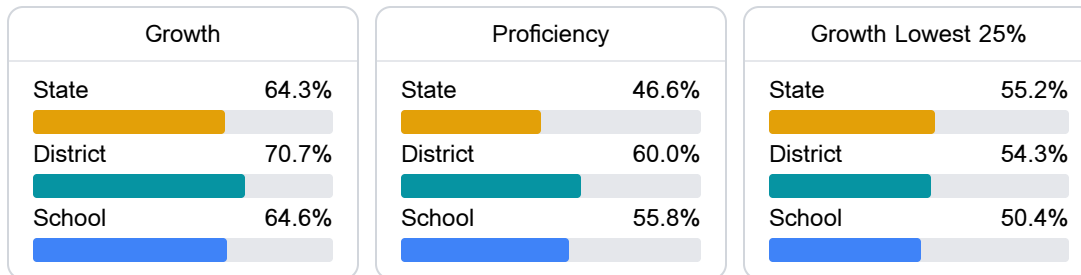 Growth
State 64.3%
District 70.7%
School 64.6%
Proficiency
State 46.6%
District 60.0%
School 55.8%
Growth Lowest 25%
State 55.2%
District 54.3%
School 50.4%